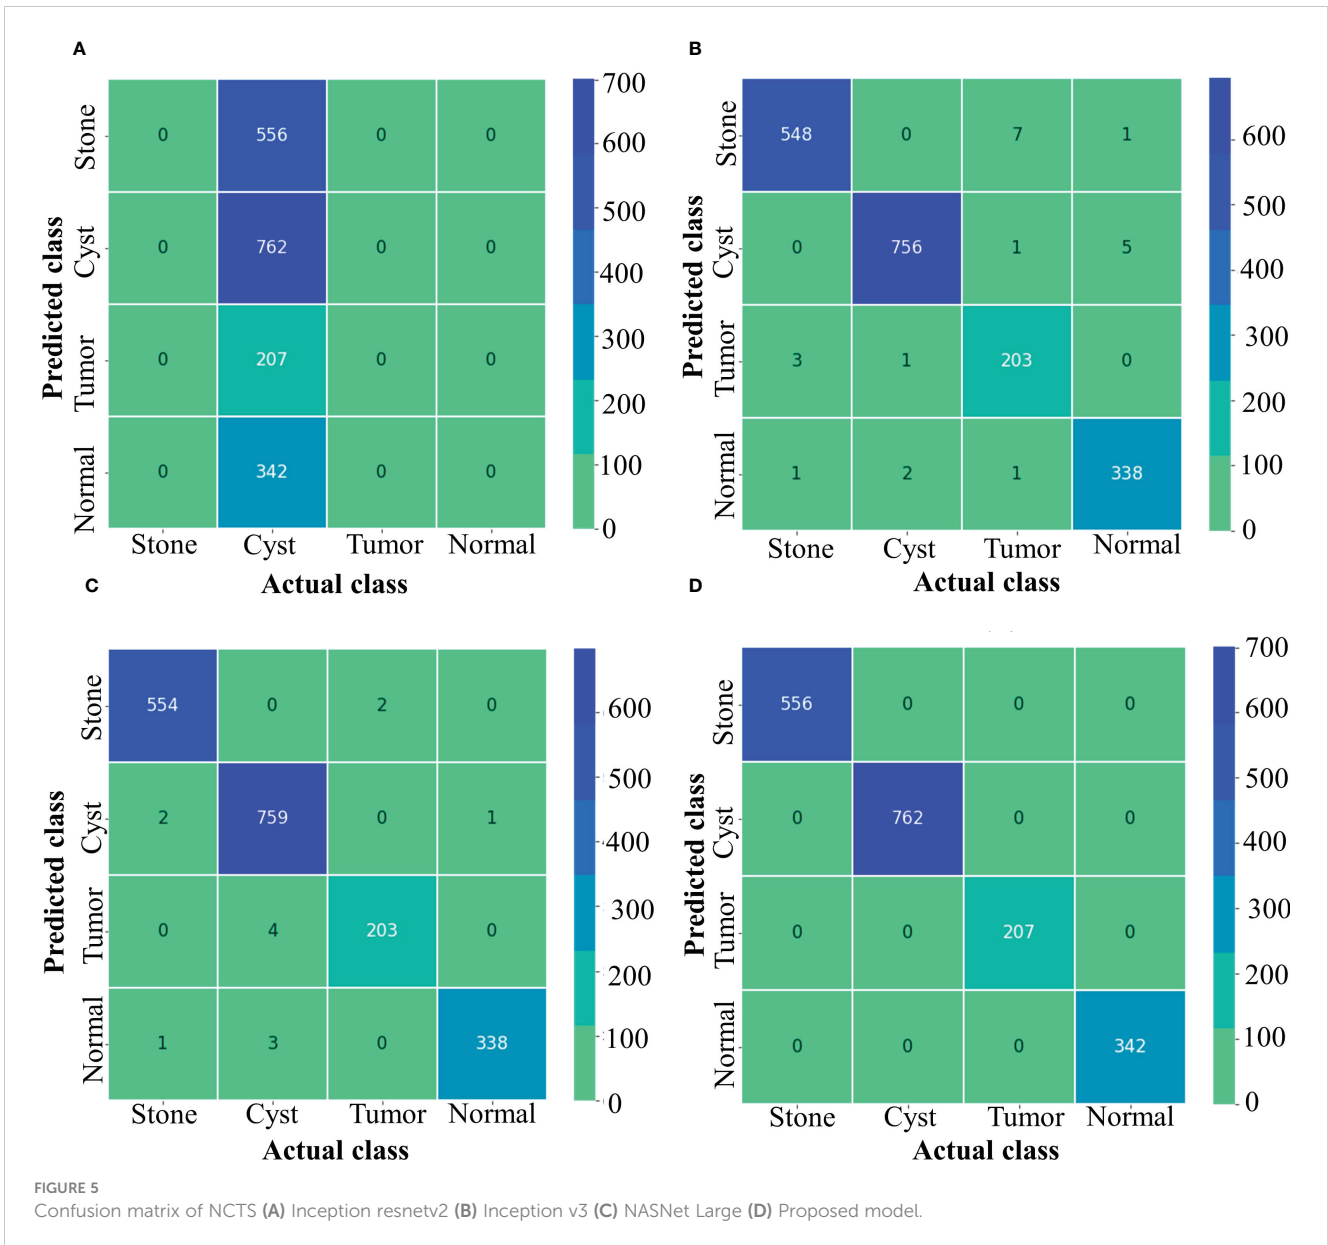 A
Predicted class
Stone
Cyst
Tumor
Normal
0 556 0 0
0 762 0 0
0 207 0 0
0 342 0 0
Stone Cyst Tumor Normal
Actual class
700
600
500
400
300
200
100
0
B
Predicted class
Stone
Cyst
Tumor
Normal
548 0 7 1
0 756 1 5
3 1 203 0
1 2 1 338
Stone Cyst Tumor Normal
Actual class
600
500
400
300
200
100
0
C
Predicted class
Stone
Cyst
Tumor
Normal
554 0 2 0
2 759 0 1
0 4 203 0
1 3 0 338
Stone Cyst Tumor Normal
Actual class
600
500
400
300
200
100
0
D
Predicted class
Stone
Cyst
Tumor
Normal
556 0 0 0
0 762 0 0
0 0 207 0
0 0 0 342
Stone Cyst Tumor Normal
Actual class
700
600
500
400
300
200
100
0
FIGURE 5
Confusion matrix of NCTS (A) Inception resnetv2 (B) Inception v3 (C) NASNet Large (D) Proposed model.